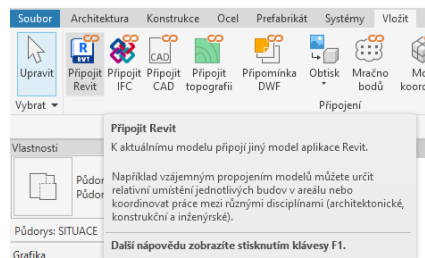 Soubor Architektura Konstrukce Ocel Prefabrikát Systémy Vložit
Upravit Připojit Revit Připojit IFC Připojit CAD Připojit topografii Připomínka DWF Obtisk Mračno bodů
RVT CAD
Vybrat Připojení
Připojit Revit
K aktuálnímu modelu připojí jiný model aplikace Revit.
Vlastnosti
Například vzájemným propojením modelů můžete určit
relativní umístění jednotlivých budov v areálu nebo
koordinovat práce mezi různými disciplínami (architektonické,
konstrukční a inženýrské).
Půdorys: SITUACE
Další nápovědu zobrazíte stisknutím klávesy F1.
Grafika